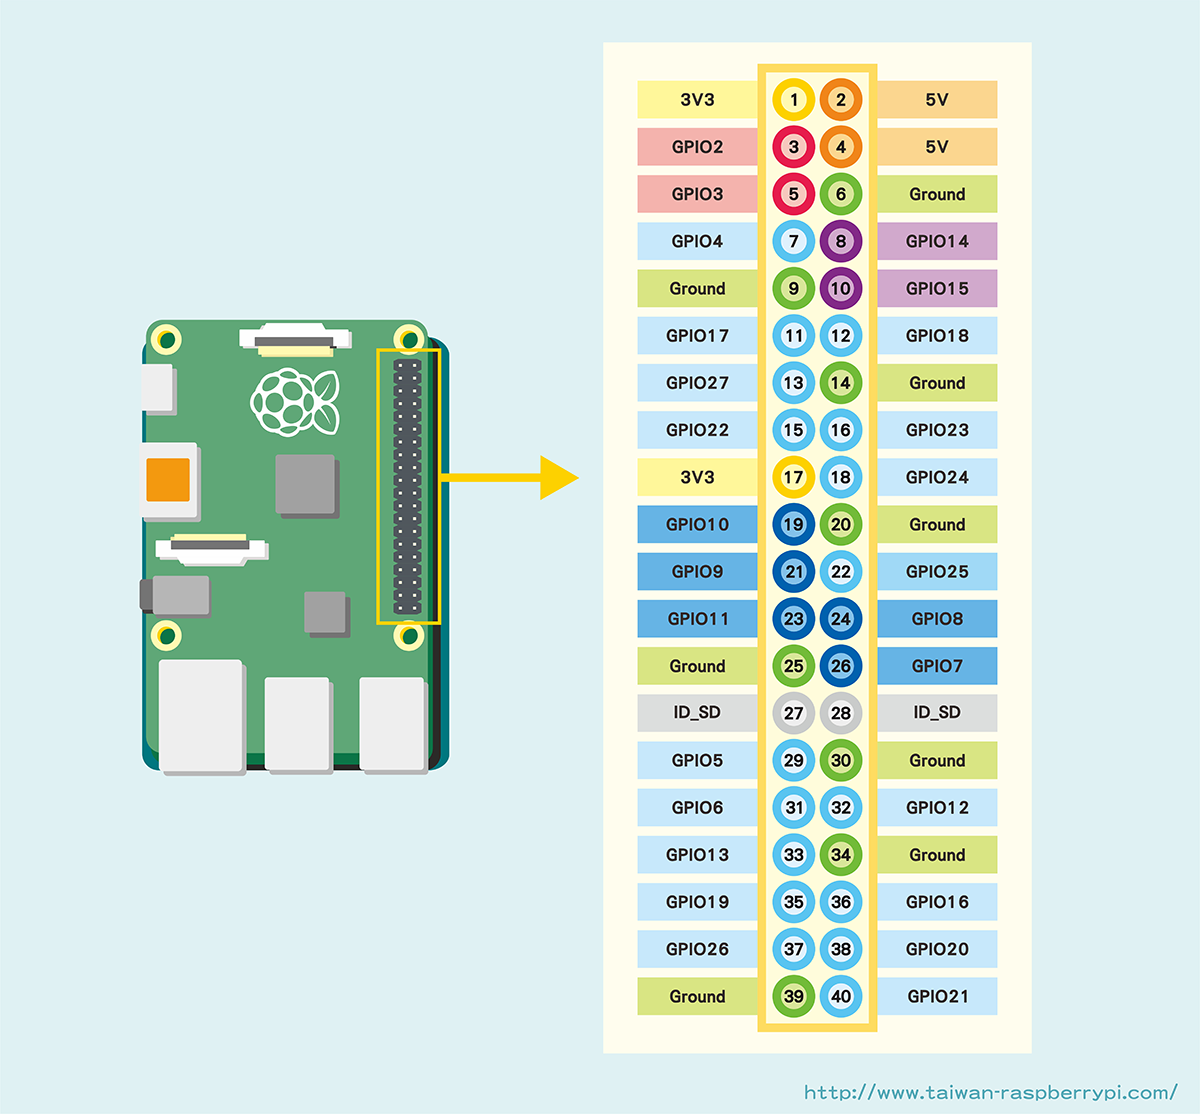 3V3 1 2 5V
GPIO2 3 4 5V
GPIO3 5 6 Ground
GPIO4 7 8 GPIO14
Ground 9 10 GPIO15
GPIO17 11 12 GPIO18
GPIO27 13 14 Ground
GPIO22 15 16 GPIO23
3V3 17 18 GPIO24
GPIO10 19 20 Ground
GPIO9 21 22 GPIO25
GPIO11 23 24 GPIO8
Ground 25 26 GPIO7
ID_SD 27 28 ID_SD
GPIO5 29 30 Ground
GPIO6 31 32 GPIO12
GPIO13 33 34 Ground
GPIO19 35 36 GPIO16
GPIO26 37 38 GPIO20
Ground 39 40 GPIO21
http://www.taiwan-raspberrypi.com/